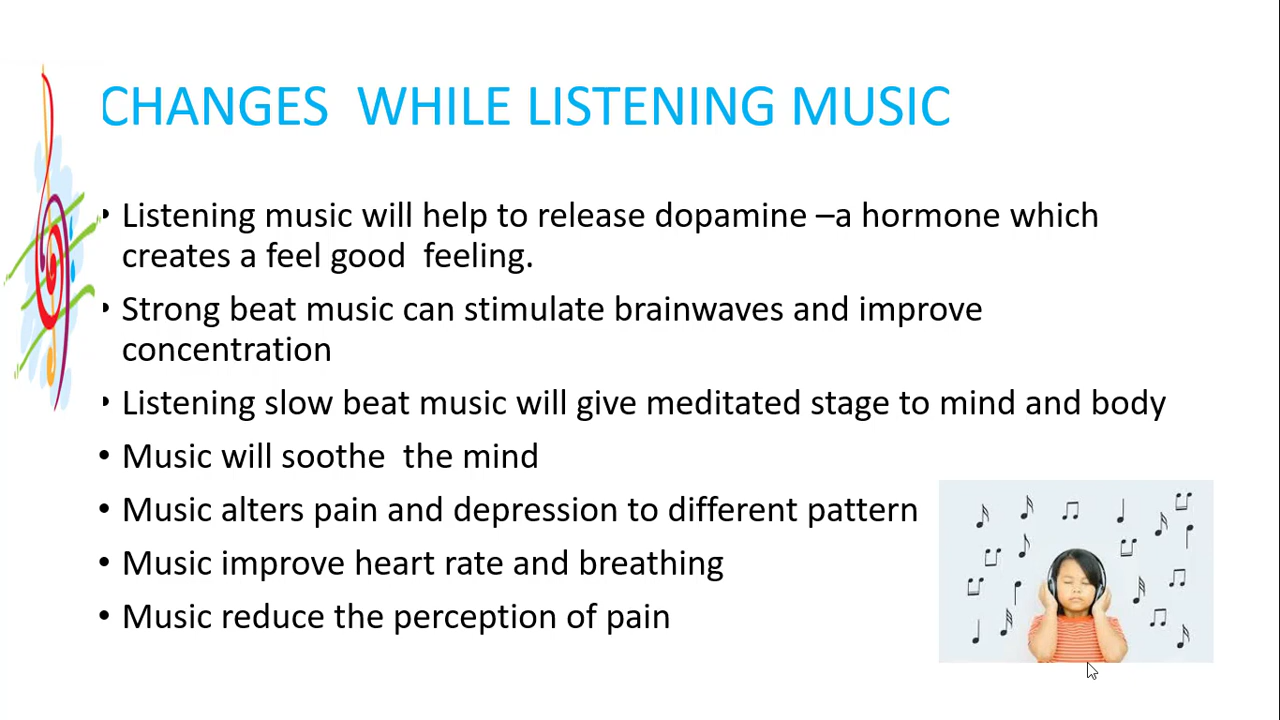 CHANGES  WHILE LISTENING MUSIC
• Listening music will help to release dopamine –a hormone which
creates a feel good  feeling.
• Strong beat music can stimulate brainwaves and improve
concentration
• Listening slow beat music will give meditated stage to mind and body
• Music will soothe  the mind
• Music alters pain and depression to different pattern
• Music improve heart rate and breathing
• Music reduce the perception of pain